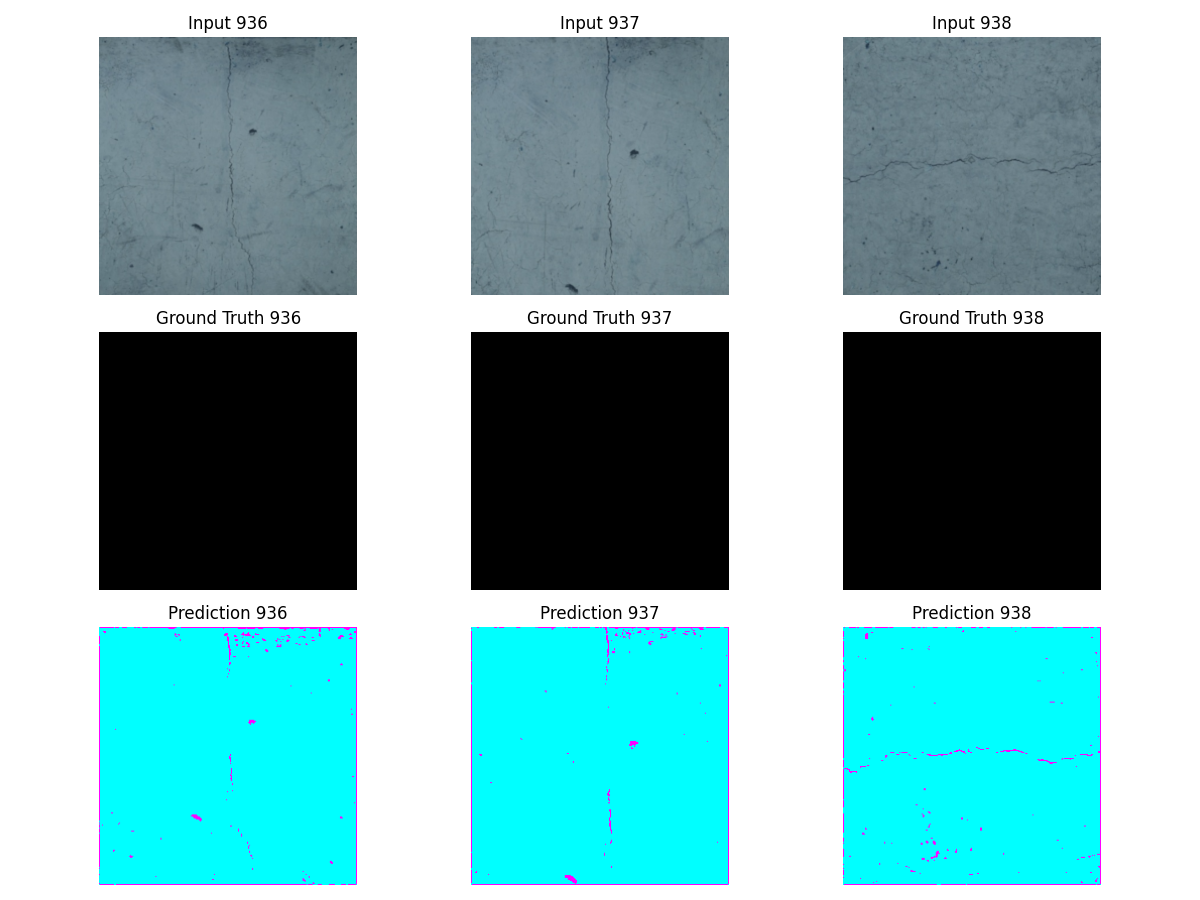 Input 936
Input 937
Input 938
Ground Truth 936
Ground Truth 937
Ground Truth 938
Prediction 936
Prediction 937
Prediction 938